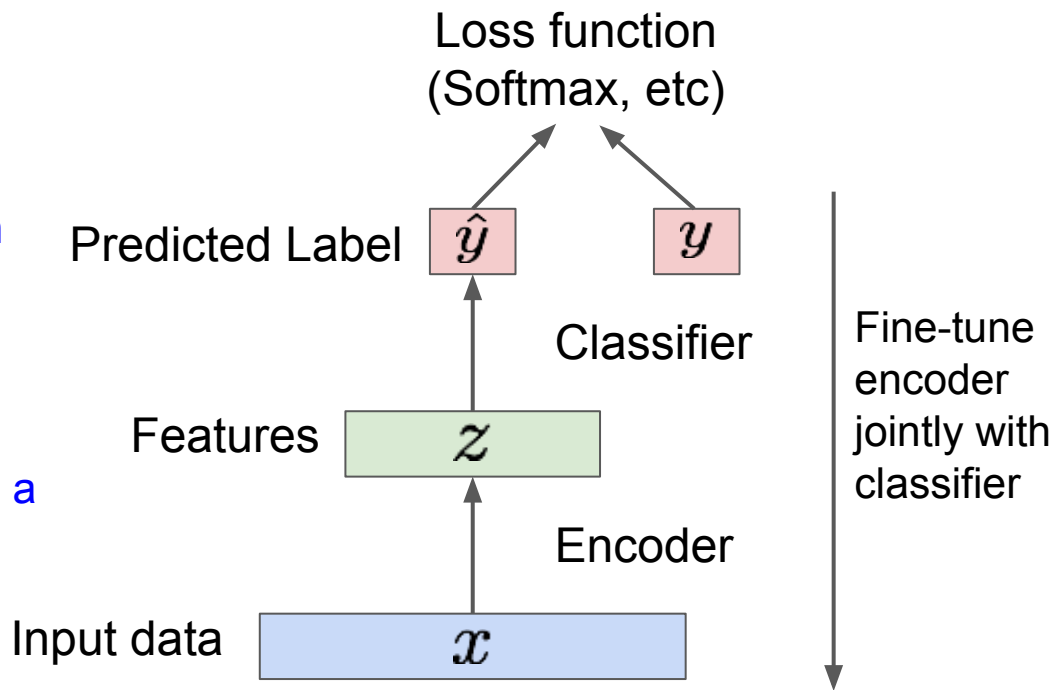 Loss function
(Softmax, etc)
Predicted Label
ŷ
y
Classifier
Fine-tune
encoder
jointly with
classifier
Features
z
a
Encoder
Input data
x